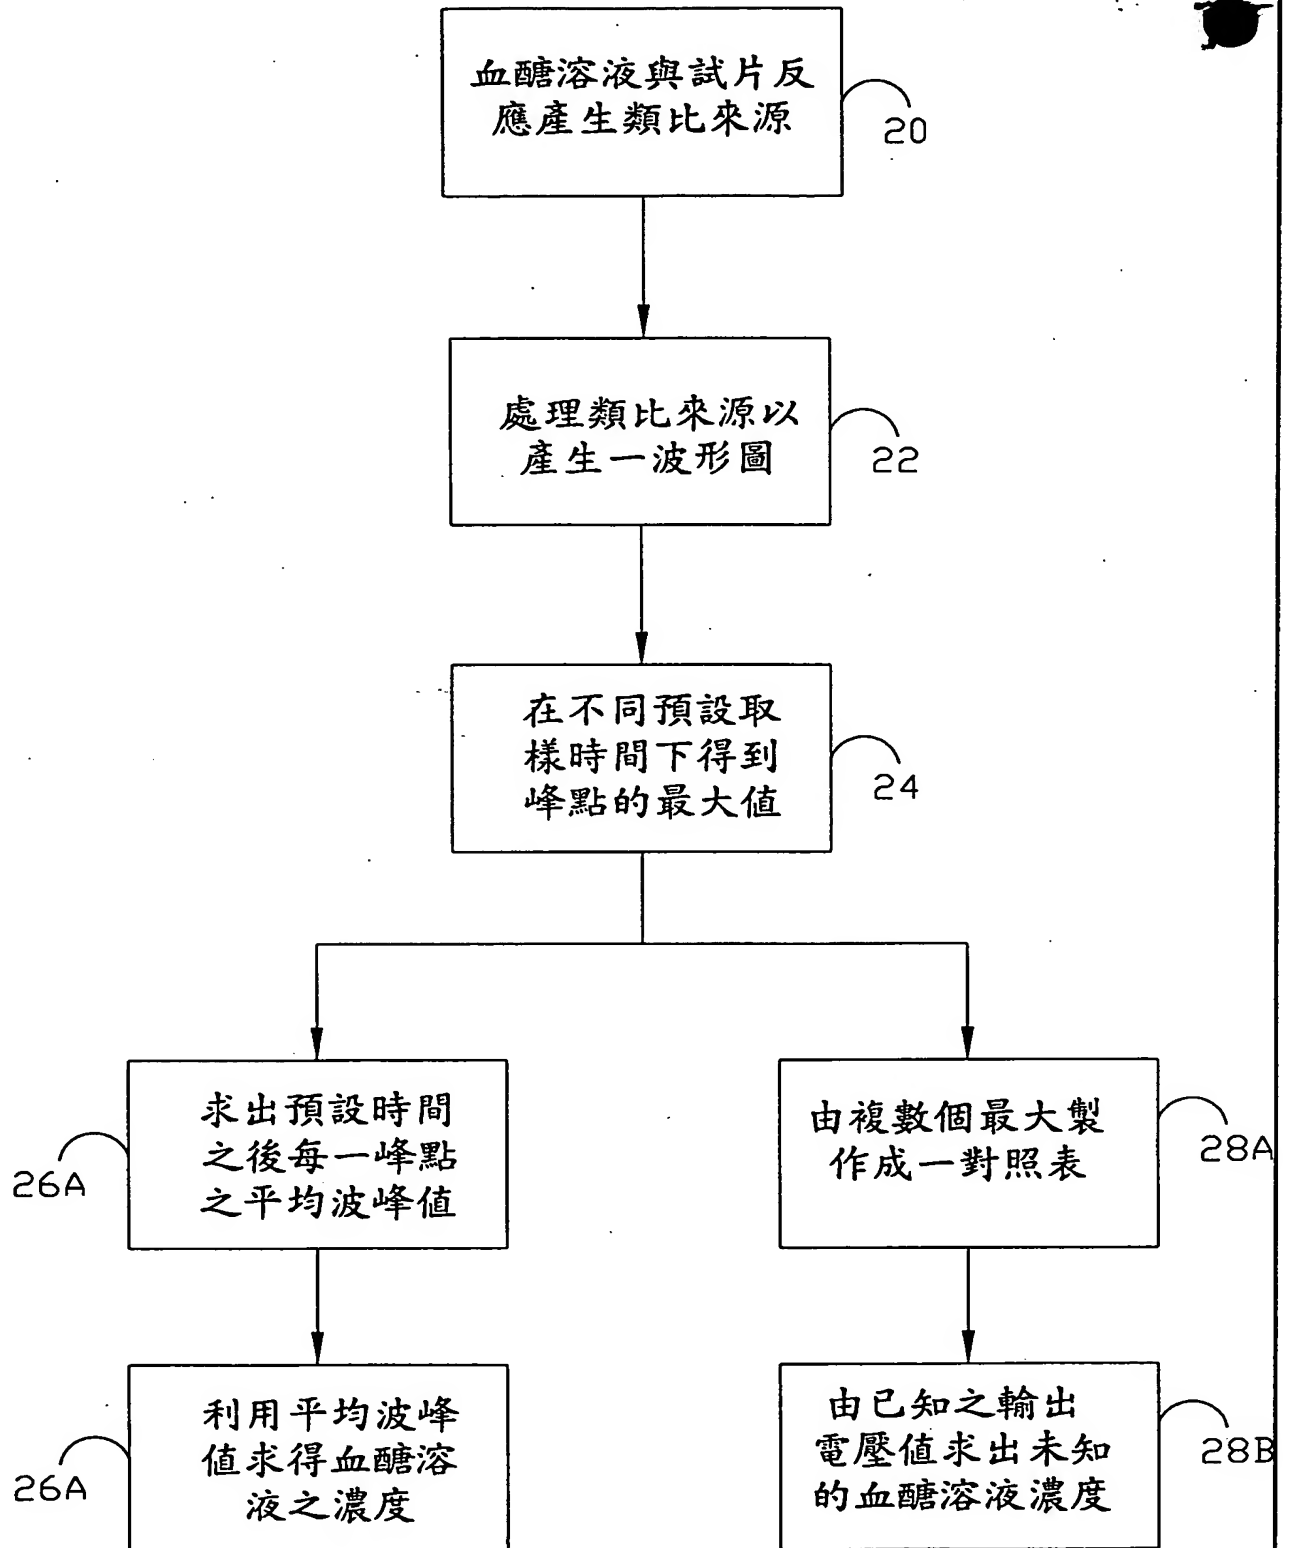 血醣溶液與試片反
應產生類比來源
20
處理類比來源以
產生一波形圖
22
在不同預設取
樣時間下得到
峰點的最大值
24
求出預設時間
之後每一峰點
之平均波峰值
26A
由複數個最大製
作成一對照表
28A
利用平均波峰
值求得血醣溶
液之濃度
26A
由已知之輸出
電壓值求出未知
的血醣溶液濃度
28B